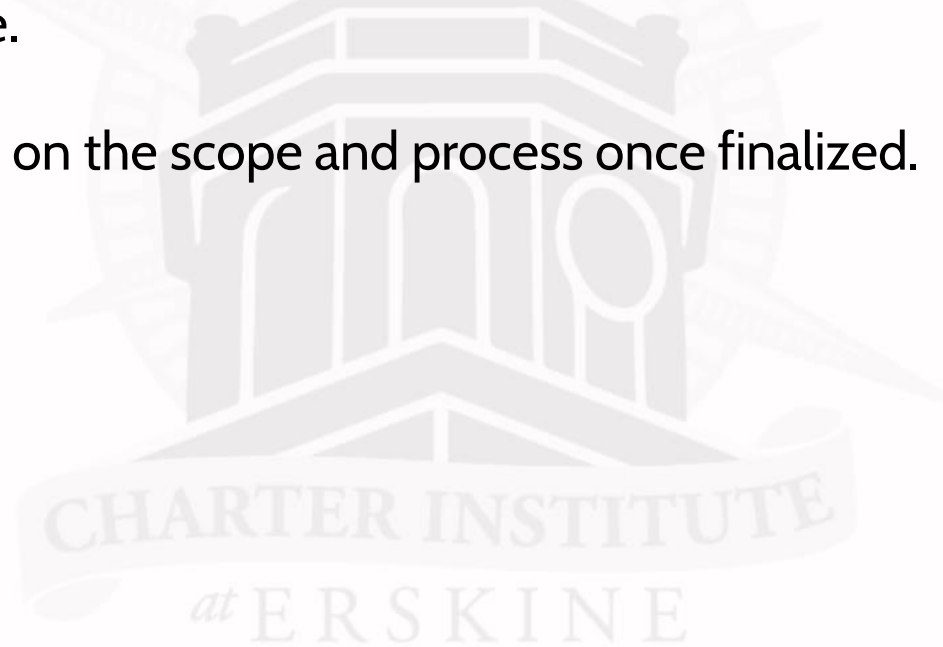 e.
on the scope and process once finalized.
CHARTER INSTITUTE
at ERSKINE